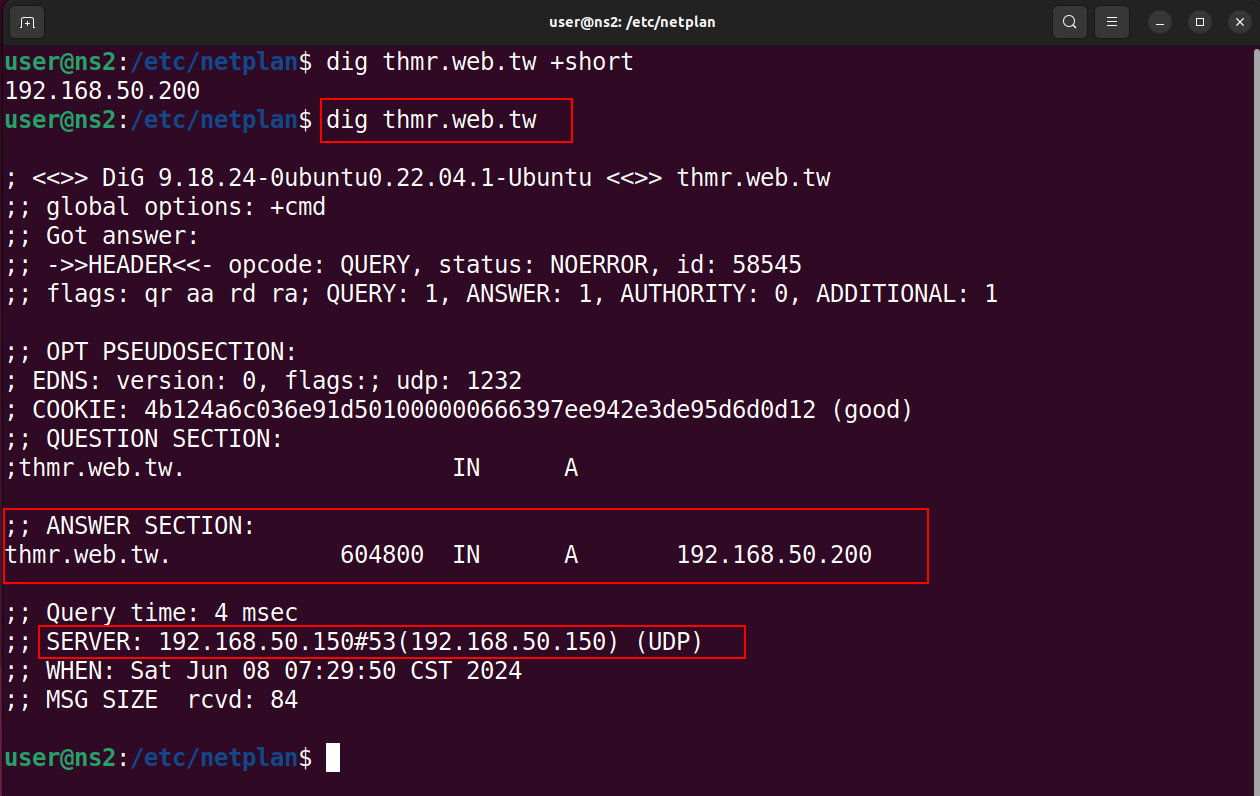 user@ns2: /etc/netplan
user@ns2:/etc/netplan$ dig thmr.web.tw +short
192.168.50.200
user@ns2:/etc/netplan$ dig thmr.web.tw

; <<>> DiG 9.18.24-0ubuntu0.22.04.1-Ubuntu <<>> thmr.web.tw
;; global options: +cmd
;; Got answer:
;; ->>HEADER<<- opcode: QUERY, status: NOERROR, id: 58545
;; flags: qr aa rd ra; QUERY: 1, ANSWER: 1, AUTHORITY: 0, ADDITIONAL: 1

;; OPT PSEUDOSECTION:
; EDNS: version: 0, flags:; udp: 1232
; COOKIE: 4b124a6c036e91d501000000666397ee942e3de95d6d0d12 (good)
;; QUESTION SECTION:
;thmr.web.tw.                   IN      A

;; ANSWER SECTION:
thmr.web.tw.            604800  IN      A       192.168.50.200

;; Query time: 4 msec
;; SERVER: 192.168.50.150#53(192.168.50.150) (UDP)
;; WHEN: Sat Jun 08 07:29:50 CST 2024
;; MSG SIZE  rcvd: 84

user@ns2:/etc/netplan$